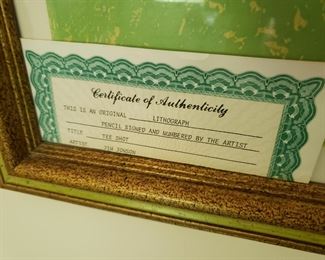 Certificate of Authenticity
THIS IS AN ORIGINAL LITHOGRAPH
PENCIL SIGNED AND NUMBERED BY THE ARTIST
TITLE TEE SHOT
ARTIST JIM JONSON